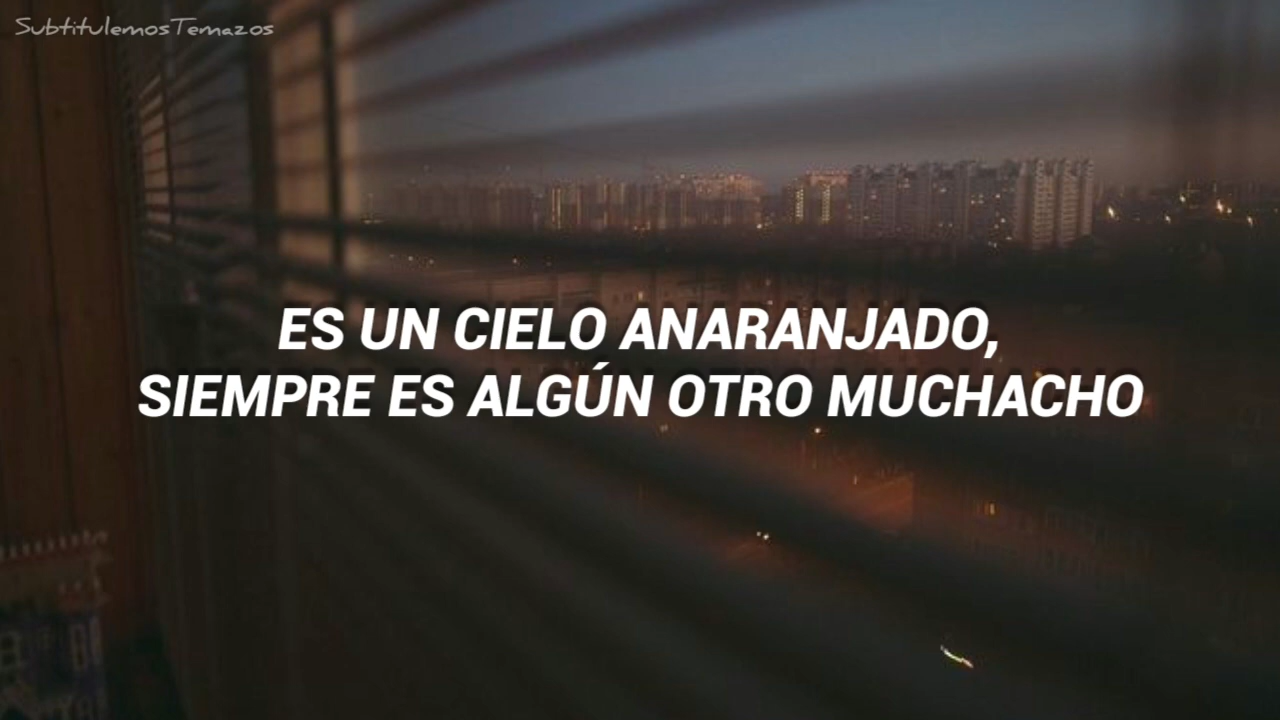 SubtitulemosTemazos
ES UN CIELO ANARANJADO,
SIEMPRE ES ALGÚN OTRO MUCHACHO